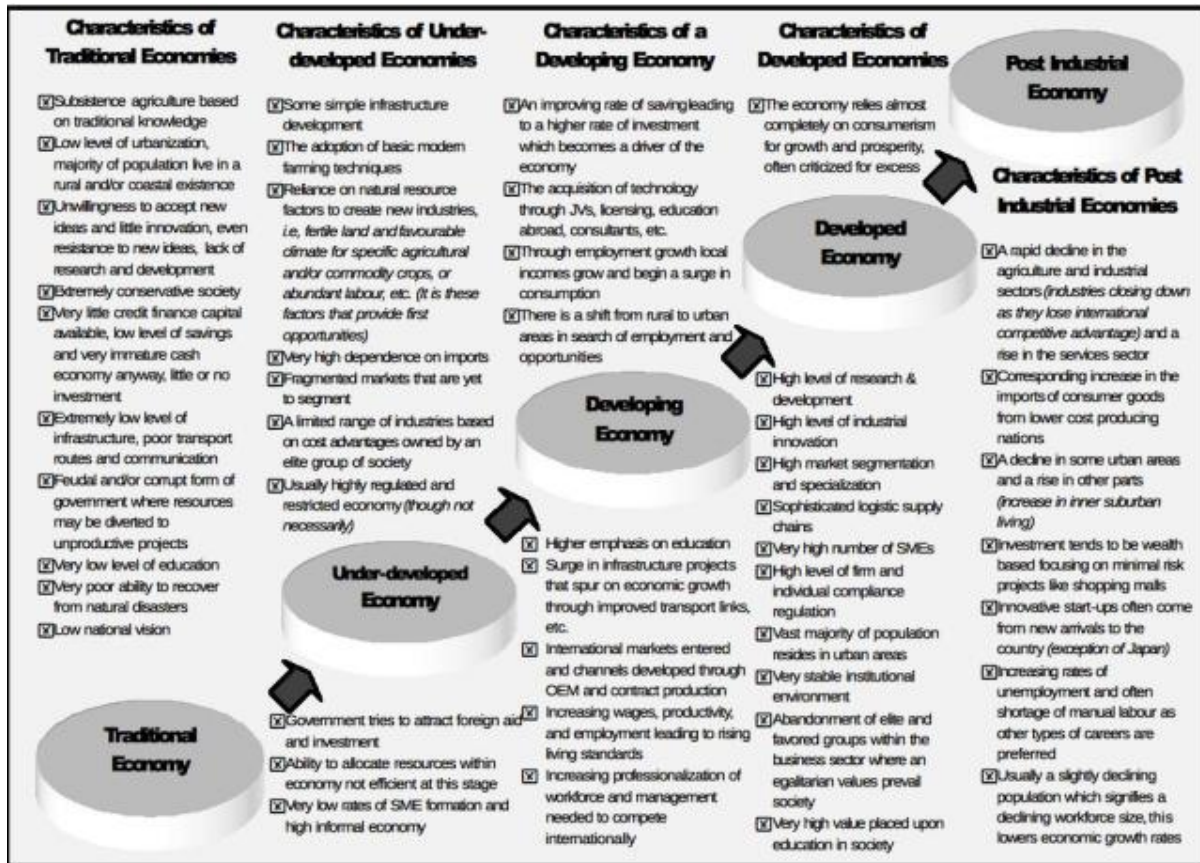 Characteristics of
Traditional Economies
Subsistence agriculture based
on traditional knowledge
Low level of urbanization,
majority of population live in a
rural and/or coastal existence
Unwillingness to accept new
ideas and little innovation, even
resistance to new ideas, lack of
research and development
Extremely conservative society
Very little credit finance capital
available, low level of savings
and very immature cash
economy anyway, little or no
investment
Extremely low level of
infrastructure, poor transport
routes and communication
Feudal and/or corrupt form of
government where resources
may be diverted to
unproductive projects
Very low level of education
Very poor ability to recover
from natural disasters
Low national vision
Traditional
Economy
Characteristics of Under-
developed Economies
Some simple infrastructure
development
The adoption of basic modern
farming techniques
Reliance on natural resource
factors to create new industries,
i.e, fertile land and favourable
climate for specific agricultural
and/or commodity crops, or
abundant labour, etc. (It is these
factors that provide first
opportunities)
Very high dependence on imports
Fragmented markets that are yet
to segment
A limited range of industries based
on cost advantages owned by an
elite group of society
Usually highly regulated and
restricted economy (though not
necessarily)
Under-developed
Economy
Government tries to attract foreign aid
and investment
Ability to allocate resources within
economy not efficient at this stage
Very low rates of SME formation and
high informal economy
Characteristics of a
Developing Economy
An improving rate of saving leading
to a higher rate of investment
which becomes a driver of the
economy
The acquisition of technology
through JVs, licensing, education
abroad, consultants, etc.
Through employment growth local
incomes grow and begin a surge in
consumption
There is a shift from rural to urban
areas in search of employment and
opportunities
Developing
Economy
Higher emphasis on education
Surge in infrastructure projects
that spur on economic growth
through improved transport links,
etc.
International markets entered
and channels developed through
OEM and contract production
Increasing wages, productivity,
and employment leading to rising
living standards
Increasing professionalization of
workforce and management
needed to compete
internationally
Characteristics of
Developed Economies
The economy relies almost
completely on consumerism
for growth and prosperity,
often criticized for excess
Developed
Economy
High level of research &
development
High level of industrial
innovation
High market segmentation
and specialization
Sophisticated logistic supply
chains
Very high number of SMEs
High level of firm and
individual compliance
regulation
Vast majority of population
resides in urban areas
Very stable institutional
environment
Abandonment of elite and
favored groups within the
business sector where an
egalitarian values prevail
society
Very high value placed upon
education in society
Post Industrial
Economy
Characteristics of Post
Industrial Economies
A rapid decline in the
agriculture and industrial
sectors (industries closing down
as they lose international
competitive advantage) and a
rise in the services sector
Corresponding increase in the
imports of consumer goods
from lower cost producing
nations
A decline in some urban areas
and a rise in other parts
(increase in inner suburban
living)
Investment tends to be wealth
based focusing on minimal risk
projects like shopping malls
Innovative start-ups often come
from new arrivals to the
country (exception of Japan)
Increasing rates of
unemployment and often
shortage of manual labour as
other types of careers are
preferred
Usually a slightly declining
population which signifies a
declining workforce size, this
lowers economic growth rates